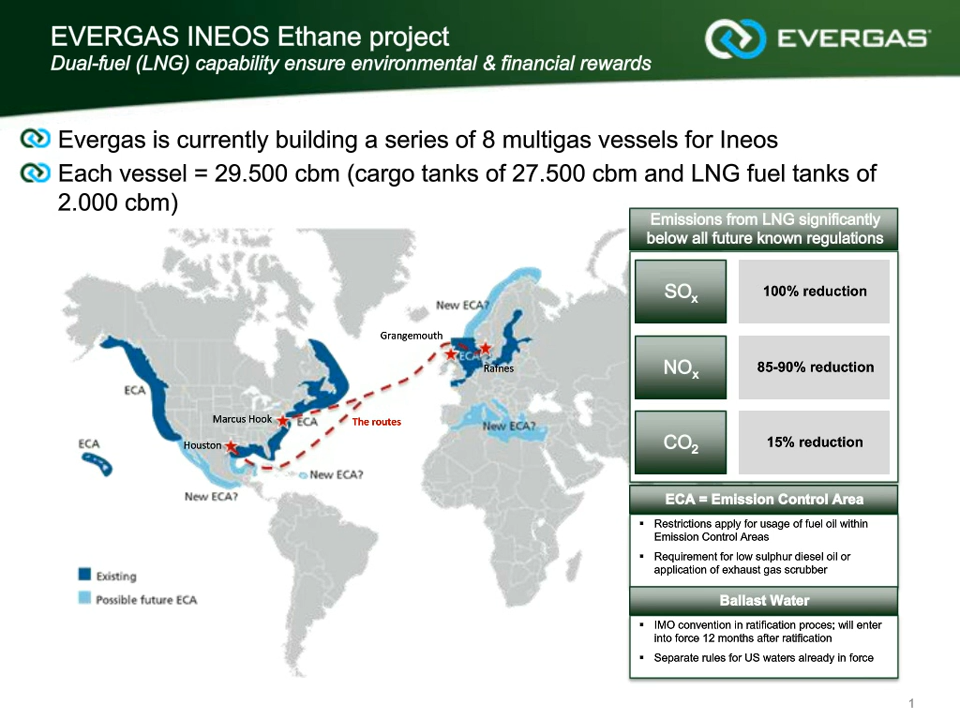 EVERGAS INEOS Ethane project
Dual-fuel (LNG) capability ensure environmental & financial rewards
EVERGAS
Evergas is currently building a series of 8 multigas vessels for Ineos
Each vessel = 29.500 cbm (cargo tanks of 27.500 cbm and LNG fuel tanks of
2.000 cbm)
Emissions from LNG significantly
below all future known regulations
SOx
100% reduction
NOx
85-90% reduction
CO2
15% reduction
New ECA?
Grangemouth
ECA
Rafnes
ECA
Marcus Hook
ECA
The routes
New ECA?
Houston
ECA
New ECA?
New ECA?
Existing
Possible future ECA
ECA = Emission Control Area
Restrictions apply for usage of fuel oil within
Emission Control Areas
Requirement for low sulphur diesel oil or
application of exhaust gas scrubber
Ballast Water
IMO convention in ratification proces; will enter
into force 12 months after ratification
Separate rules for US waters already in force
1